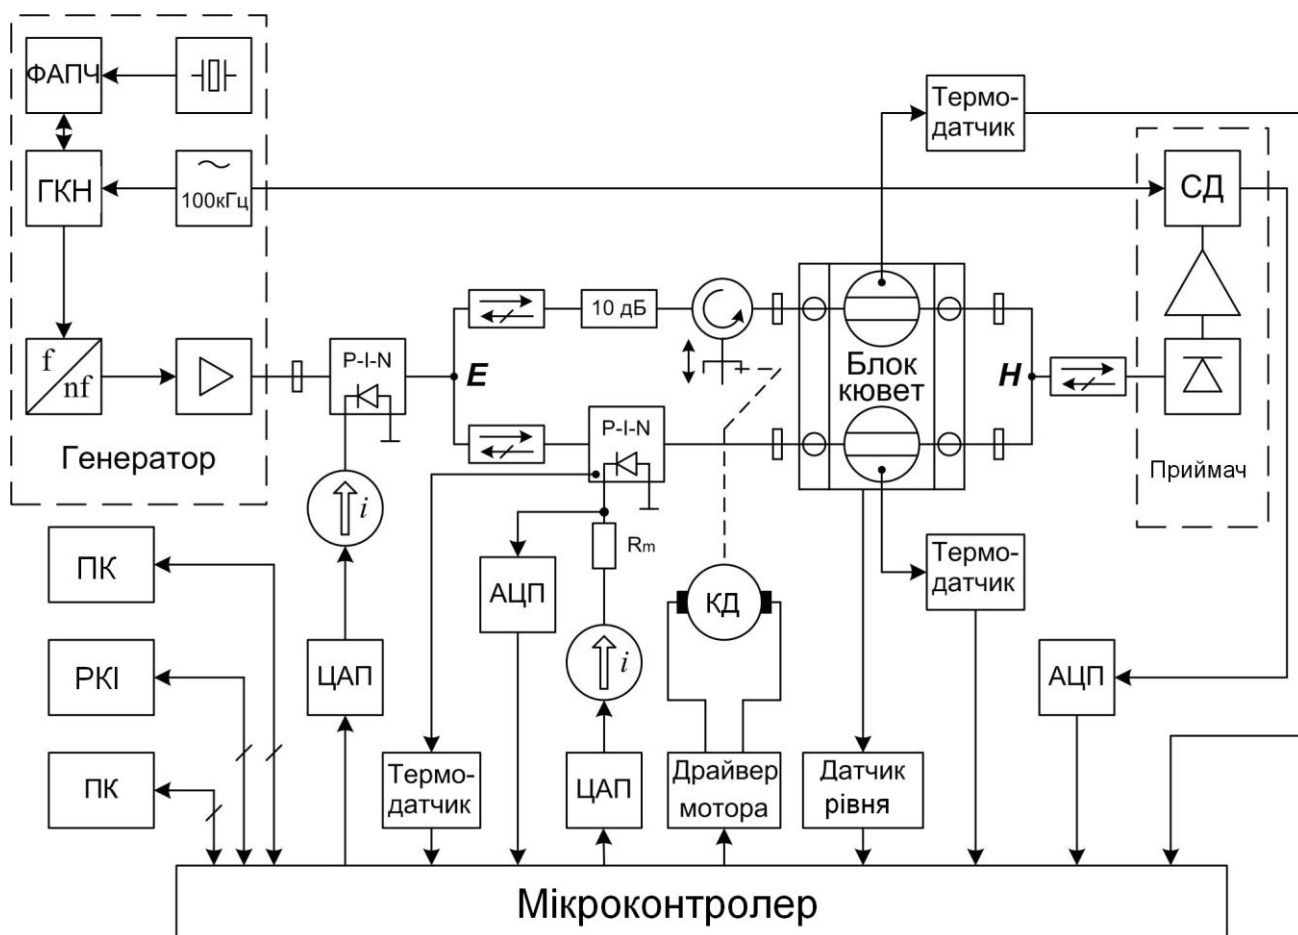 ФАПЧ
Термо-
датчик
ГКН
~
100кГц
СД
f
nf
P-I-N
10 дБ
E
Блок
кювет
H
P-I-N
Генератор
Приймач
i
Rm
ПК
АЦП
КД
Термо-
датчик
РКІ
ЦАП
i
АЦП
ПК
Термо-
датчик
ЦАП
Драйвер
мотора
Датчик
рівня
Мікроконтролер